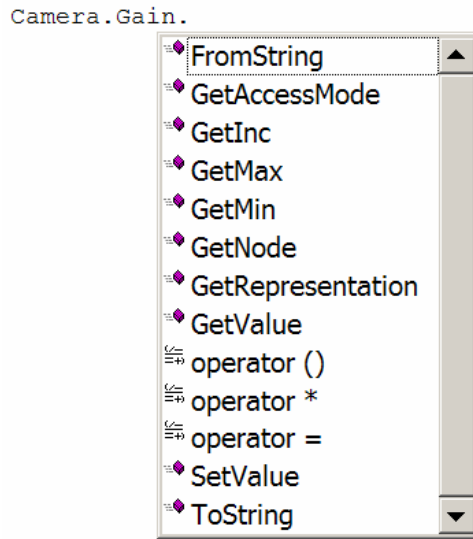 Camera.Gain.
FromString
GetAccessMode
GetInc
GetMax
GetMin
GetNode
GetRepresentation
GetValue
operator ()
operator *
operator =
SetValue
ToString